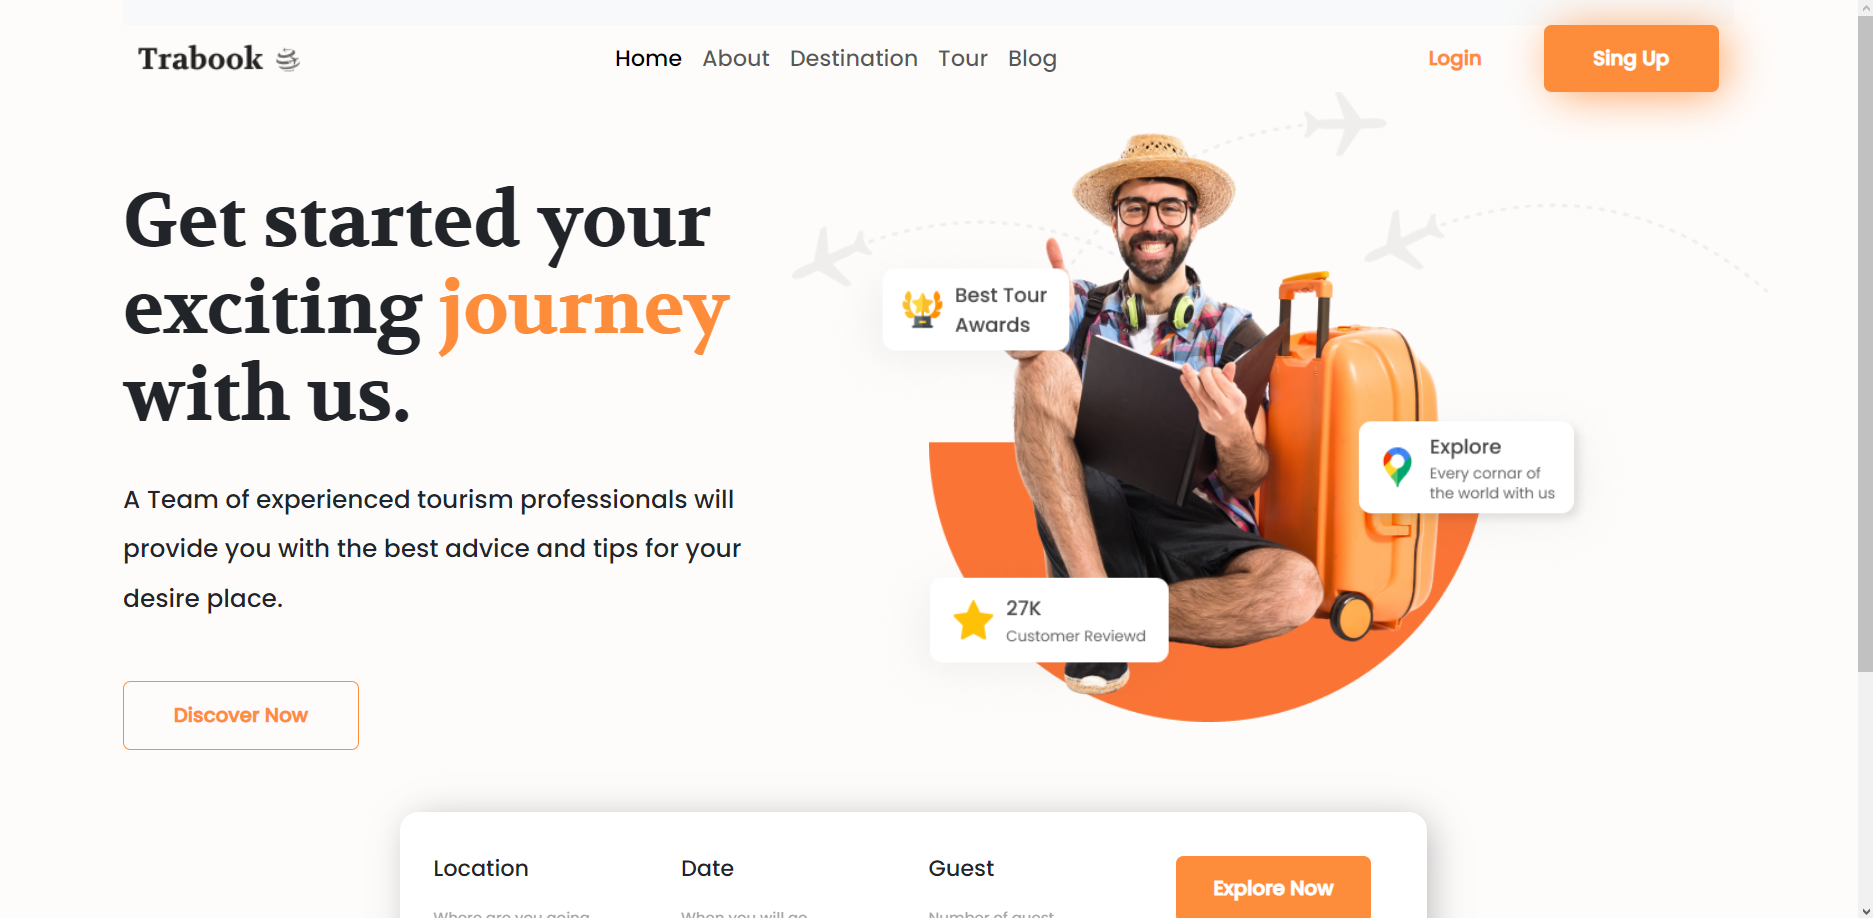 Trabook
Home About Destination Tour Blog
Login
Sing Up
Get started your
exciting journey
with us.
A Team of experienced tourism professionals will
provide you with the best advice and tips for your
desire place.
Discover Now
Best Tour
Awards
Explore
Every cornar of
the world with us
27K
Customer Reviewd
Location
Where are you going
Date
When you will go
Guest
Number of guest
Explore Now